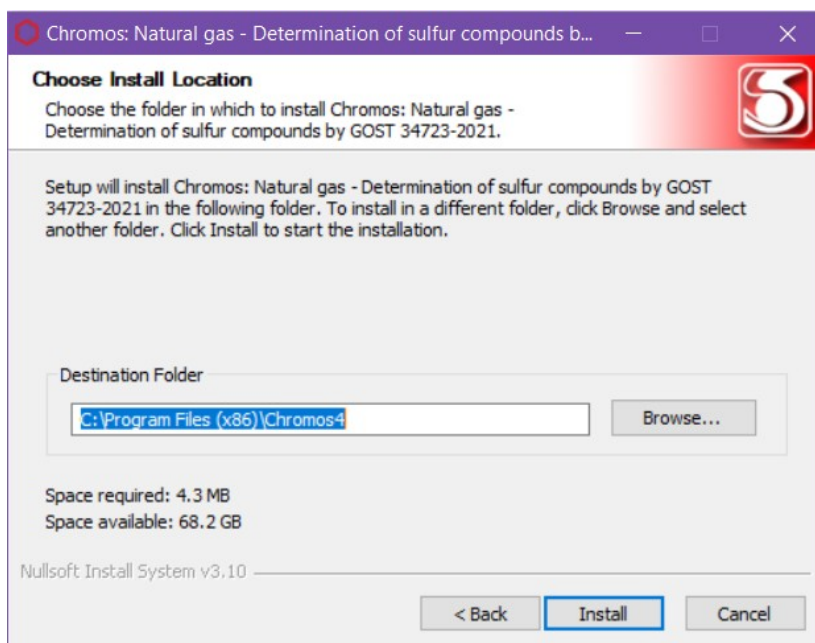 Chromos: Natural gas - Determination of sulfur compounds b...
Choose Install Location
Choose the folder in which to install Chromos: Natural gas -
Determination of sulfur compounds by GOST 34723-2021.
Setup will install Chromos: Natural gas - Determination of sulfur compounds by GOST
34723-2021 in the following folder. To install in a different folder, click Browse and select
another folder. Click Install to start the installation.
Destination Folder
C:\Program Files (x86)\Chromos4
Browse...
Space required: 4.3 MB
Space available: 68.2 GB
Nullsoft Install System v3.10
< Back
Install
Cancel